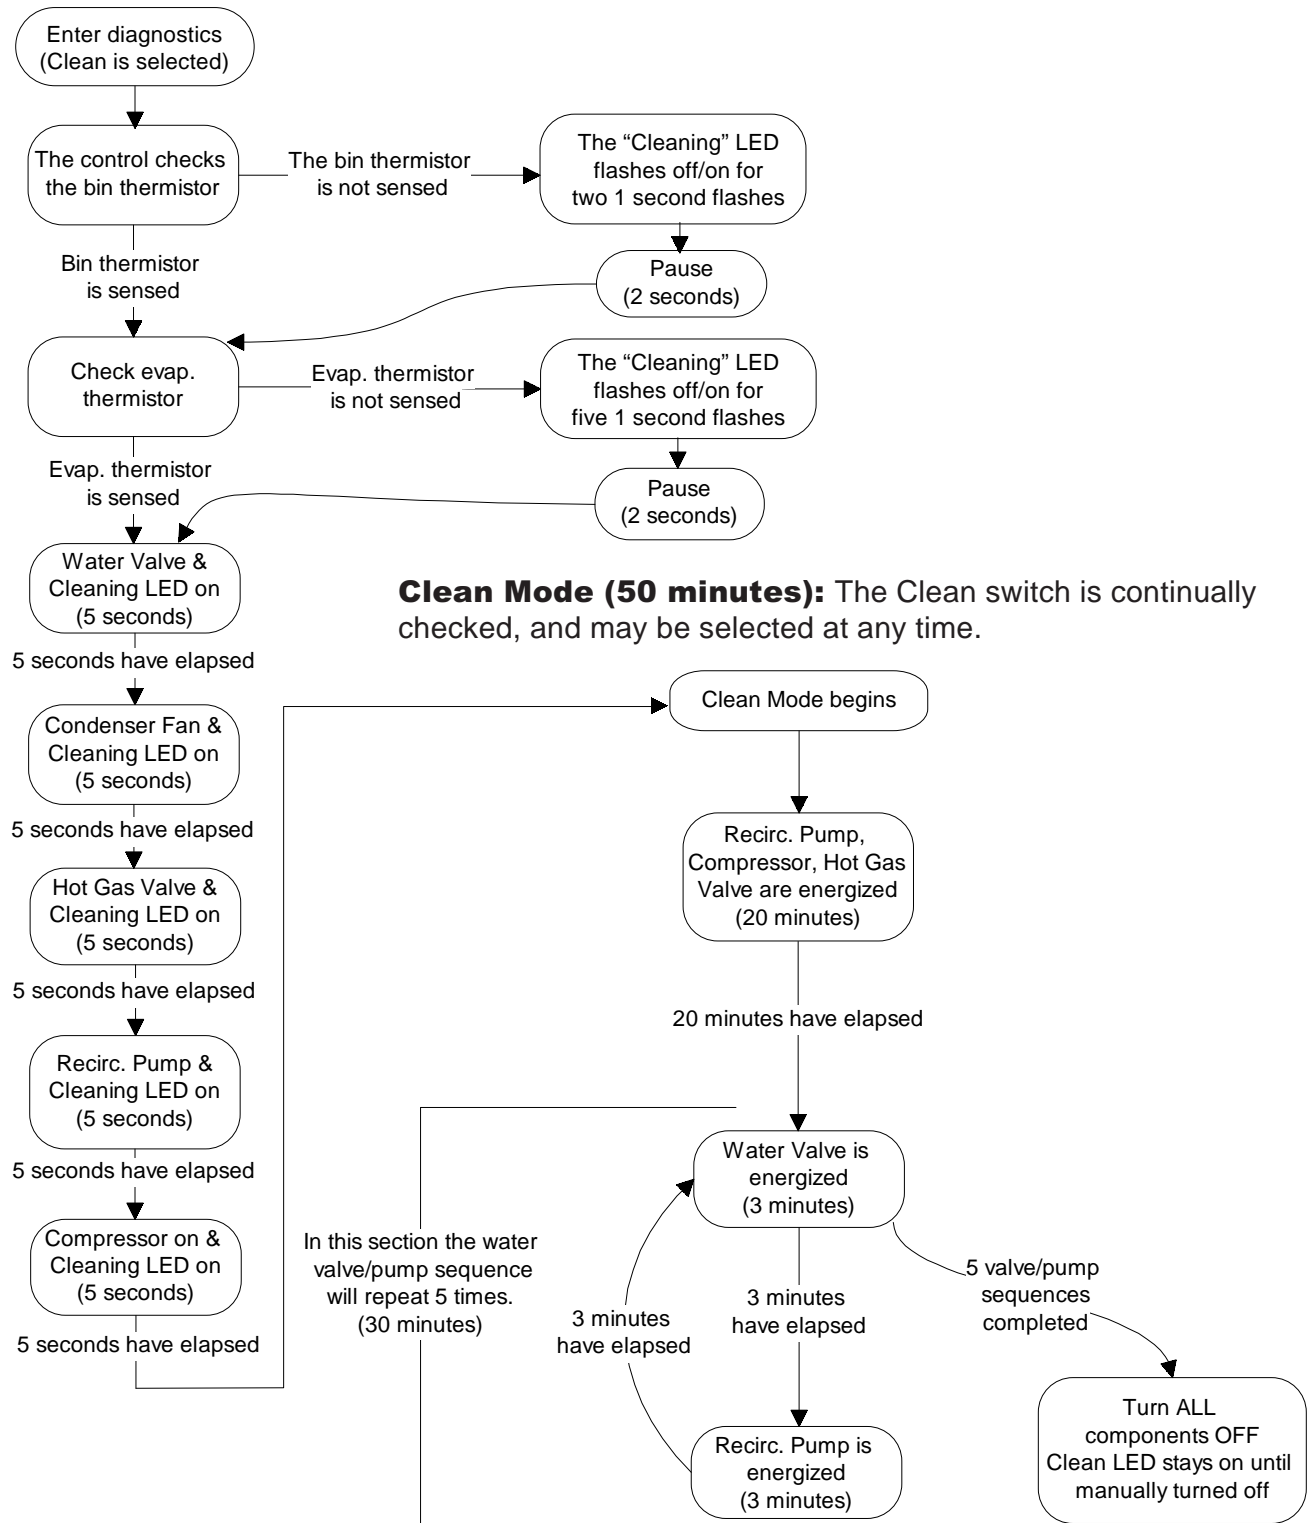 Enter diagnostics
(Clean is selected)
The control checks
the bin thermistor
The bin thermistor
is not sensed
The “Cleaning” LED
flashes off/on for
two 1 second flashes
Pause
(2 seconds)
Bin thermistor
is sensed
Check evap.
thermistor
Evap. thermistor
is not sensed
The “Cleaning” LED
flashes off/on for
five 1 second flashes
Pause
(2 seconds)
Evap. thermistor
is sensed
Water Valve &
Cleaning LED on
(5 seconds)
5 seconds have elapsed
Condenser Fan &
Cleaning LED on
(5 seconds)
5 seconds have elapsed
Hot Gas Valve &
Cleaning LED on
(5 seconds)
5 seconds have elapsed
Recirc. Pump &
Cleaning LED on
(5 seconds)
5 seconds have elapsed
Compressor on &
Cleaning LED on
(5 seconds)
5 seconds have elapsed
Clean Mode (50 minutes): The Clean switch is continually
checked, and may be selected at any time.
Clean Mode begins
Recirc. Pump,
Compressor, Hot Gas
Valve are energized
(20 minutes)
20 minutes have elapsed
Water Valve is
energized
(3 minutes)
In this section the water
valve/pump sequence
will repeat 5 times.
(30 minutes)
3 minutes
have elapsed
3 minutes
have elapsed
5 valve/pump
sequences
completed
Recirc. Pump is
energized
(3 minutes)
Turn ALL
components OFF
Clean LED stays on until
manually turned off